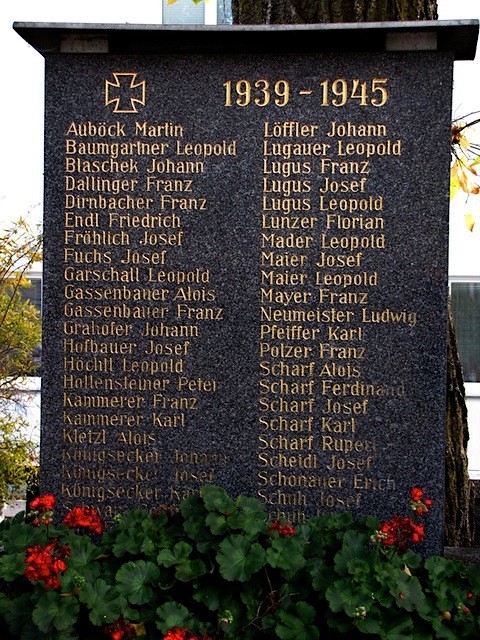 1939 - 1945
Auböck Martin
Baumgartner Leopold
Blaschek Johann
Dallinger Franz
Dirnbacher Franz
Endl Friedrich
Fröhlich Josef
Fuchs Josef
Garschall Leopold
Gassenbauer Alois
Gassenbauer Franz
Grahofer Johann
Hofbauer Josef
Höchtl Leopold
Hollensteiner Peter
Kammerer Franz
Kammerer Karl
Kietzl Alois
Königsecker Johann
Königsecker Josef
Königsecker Karl
Löffler Johann
Lugauer Leopold
Lugus Franz
Lugus Josef
Lugus Leopold
Lunzer Florian
Mader Leopold
Maier Josef
Maier Leopold
Mayer Franz
Neumeister Ludwig
Pfeiffer Karl
Polzer Franz
Scharf Alois
Scharf Ferdinand
Scharf Josef
Scharf Karl
Scharf Rupert
Scheidl Josef
Schönauer Erich
Schuh Josef
Schuh